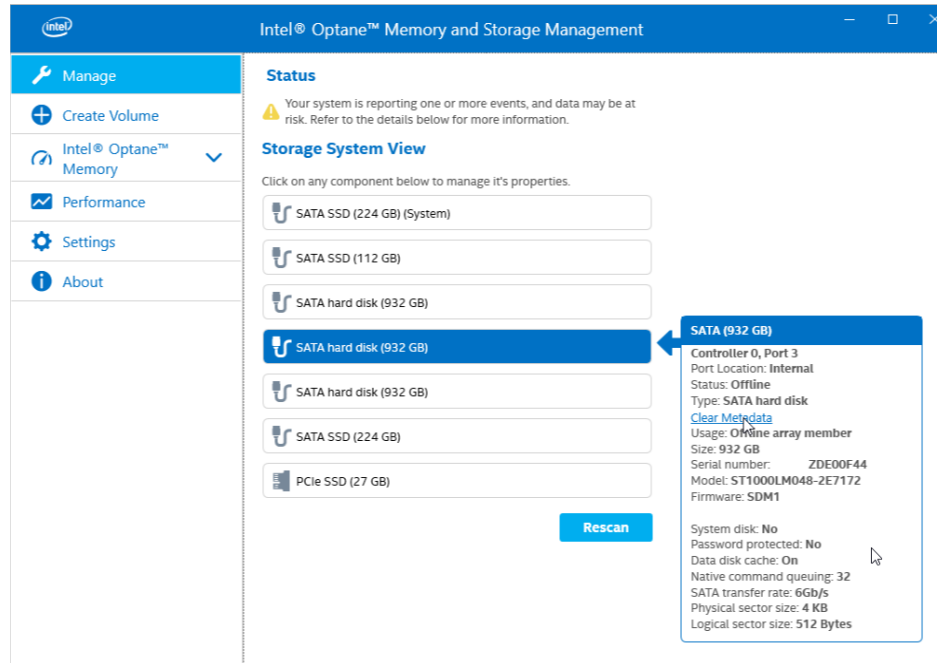 intel
Intel® Optane™ Memory and Storage Management
Manage
Create Volume
Intel® Optane™
Memory
Performance
Settings
About
Status
Your system is reporting one or more events, and data may be at
risk. Refer to the details below for more information.
Storage System View
Click on any component below to manage it's properties.
SATA SSD (224 GB) (System)
SATA SSD (112 GB)
SATA hard disk (932 GB)
SATA hard disk (932 GB)
SATA hard disk (932 GB)
SATA SSD (224 GB)
PCIe SSD (27 GB)
Rescan
SATA (932 GB)
Controller 0, Port 3
Port Location: Internal
Status: Offline
Type: SATA hard disk
Clear Metadata
Usage: Offline array member
Size: 932 GB
Serial number: ZDE00F44
Model: ST1000LM048-2E7172
Firmware: SDM1
System disk: No
Password protected: No
Data disk cache: On
Native command queuing: 32
SATA transfer rate: 6Gb/s
Physical sector size: 4 KB
Logical sector size: 512 Bytes